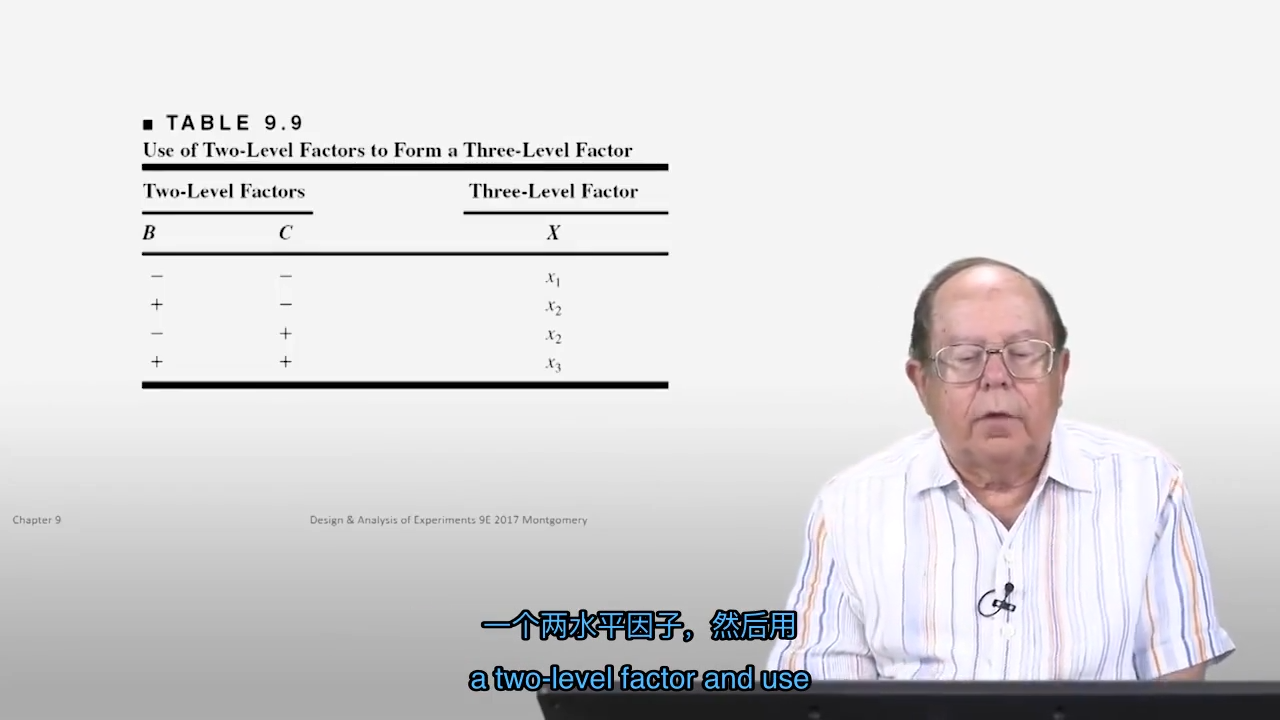 ■ TABLE 9.9
Use of Two-Level Factors to Form a Three-Level Factor
Two-Level Factors Three-Level Factor
B C X
− − x₁
+ − x₂
− + x₂
+ + x₃
Chapter 9 Design & Analysis of Experiments 9E 2017 Montgomery
一个两水平因子，然后用
a two-level factor and use